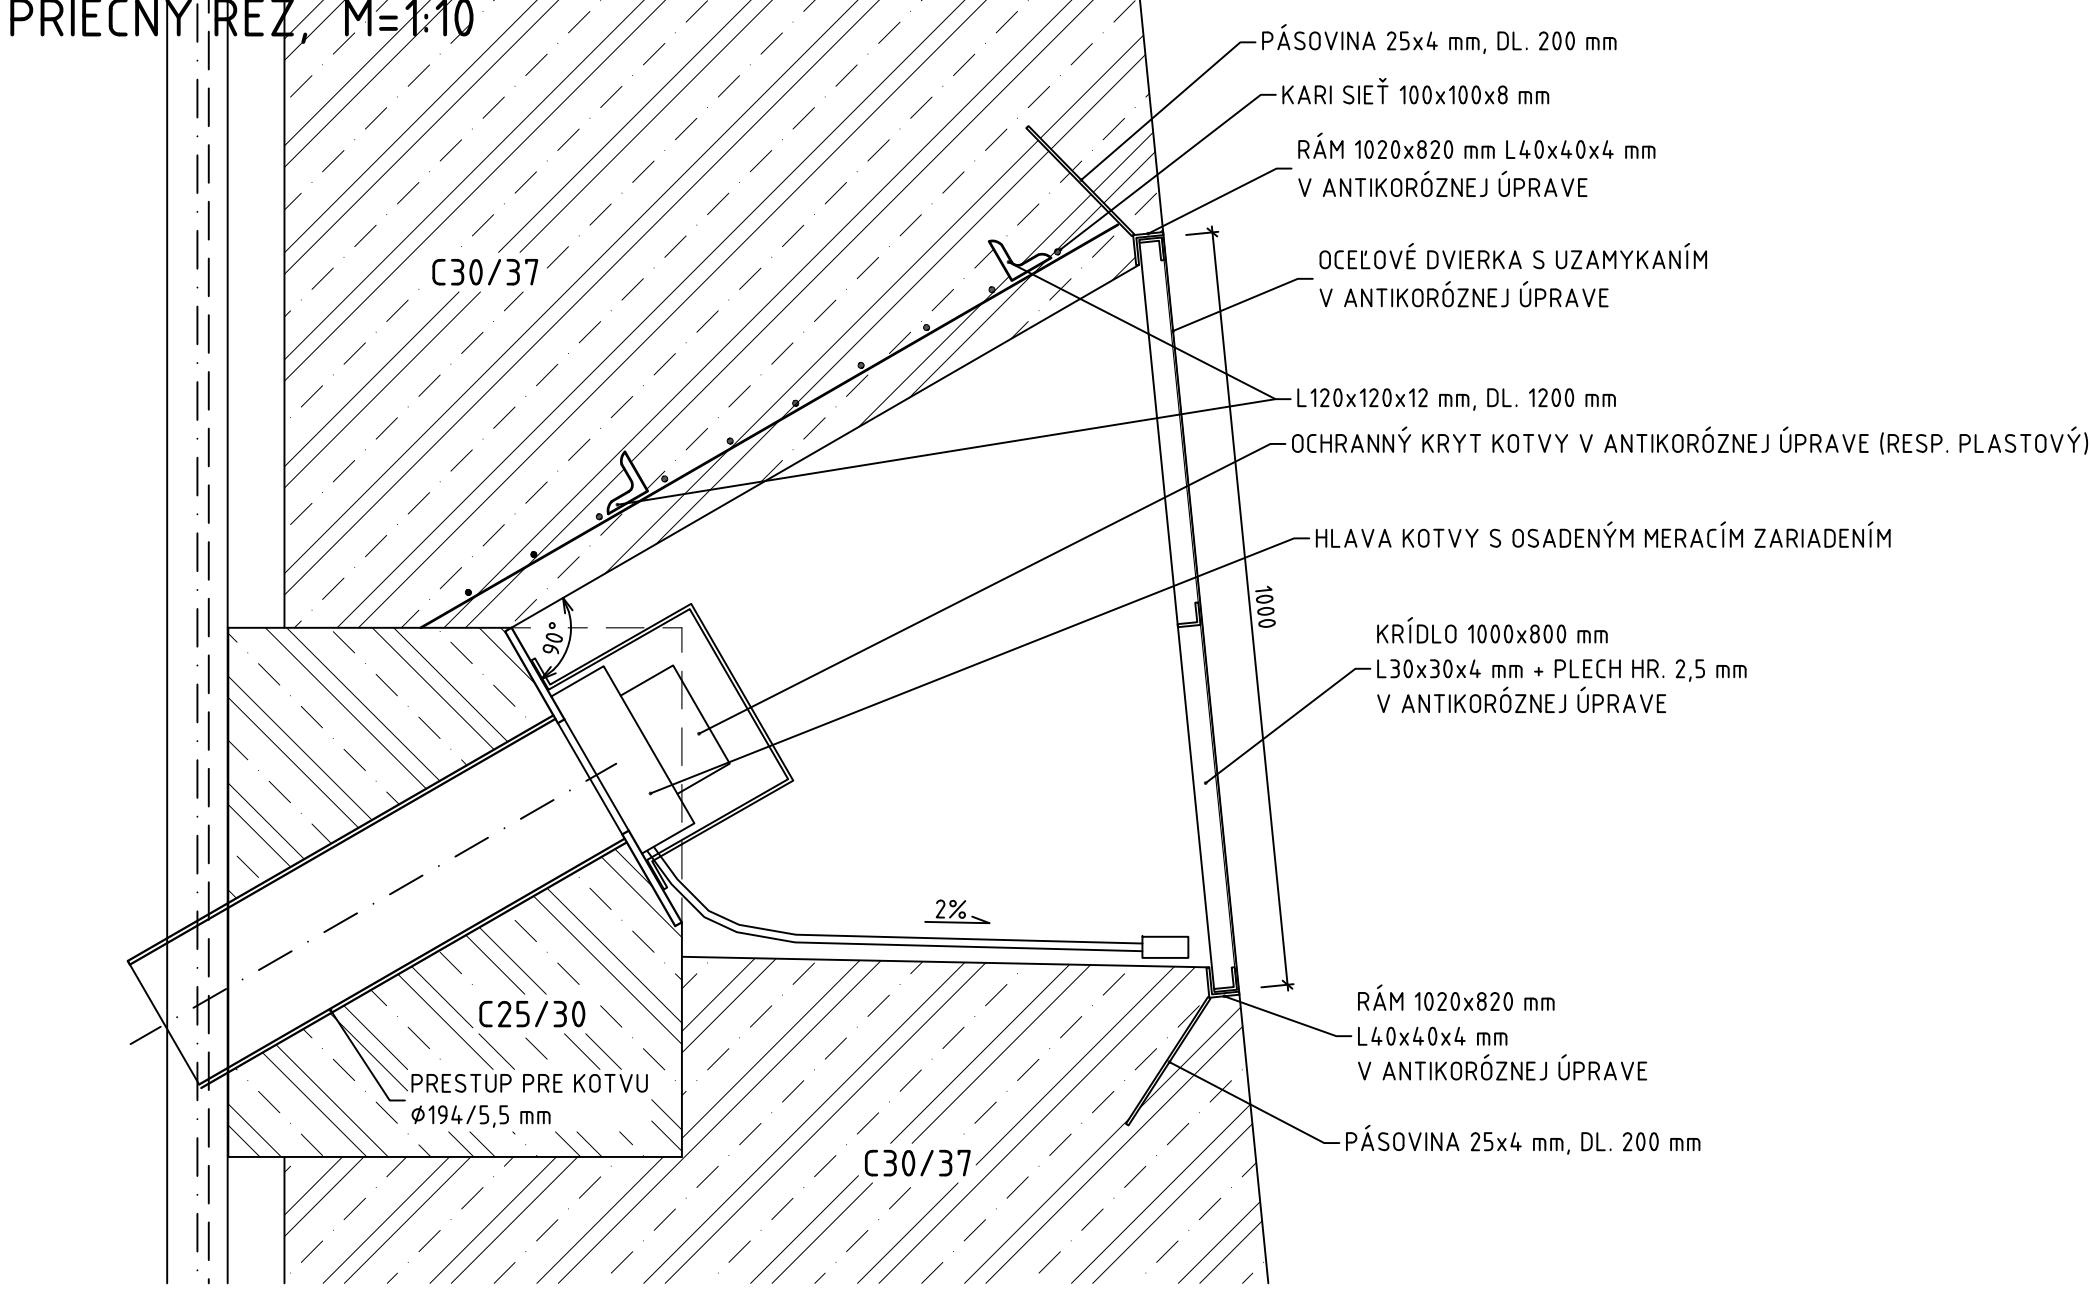 PRIEČNY REZ, M=1:10
PÁSOVINA 25x4 mm, DL. 200 mm
KARI SIEŤ 100x100x8 mm
RÁM 1020x820 mm L40x40x4 mm
V ANTIKORÓZNEJ ÚPRAVE
C30/37
OCEĽOVÉ DVIERKA S UZAMYKANÍM
V ANTIKORÓZNEJ ÚPRAVE
L120x120x12 mm, DL. 1200 mm
OCHRANNÝ KRYT KOTVY V ANTIKORÓZNEJ ÚPRAVE (RESP. PLASTOVÝ)
HLAVA KOTVY S OSADENÝM MERACÍM ZARIADENÍM
1000
90°
KRÍDLO 1000x800 mm
L30x30x4 mm + PLECH HR. 2,5 mm
V ANTIKORÓZNEJ ÚPRAVE
2%
C25/30
RÁM 1020x820 mm
L40x40x4 mm
V ANTIKORÓZNEJ ÚPRAVE
PRESTUP PRE KOTVU
Ø194/5,5 mm
PÁSOVINA 25x4 mm, DL. 200 mm
C30/37